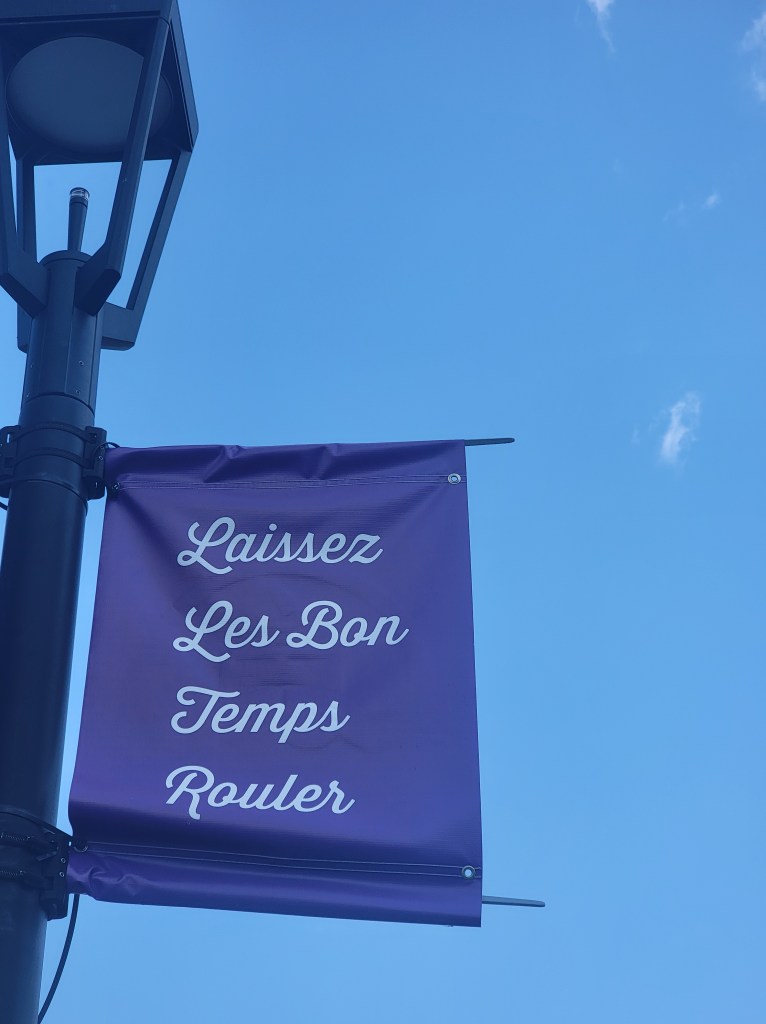 Laissez
Les Bon
Temps
Rouler